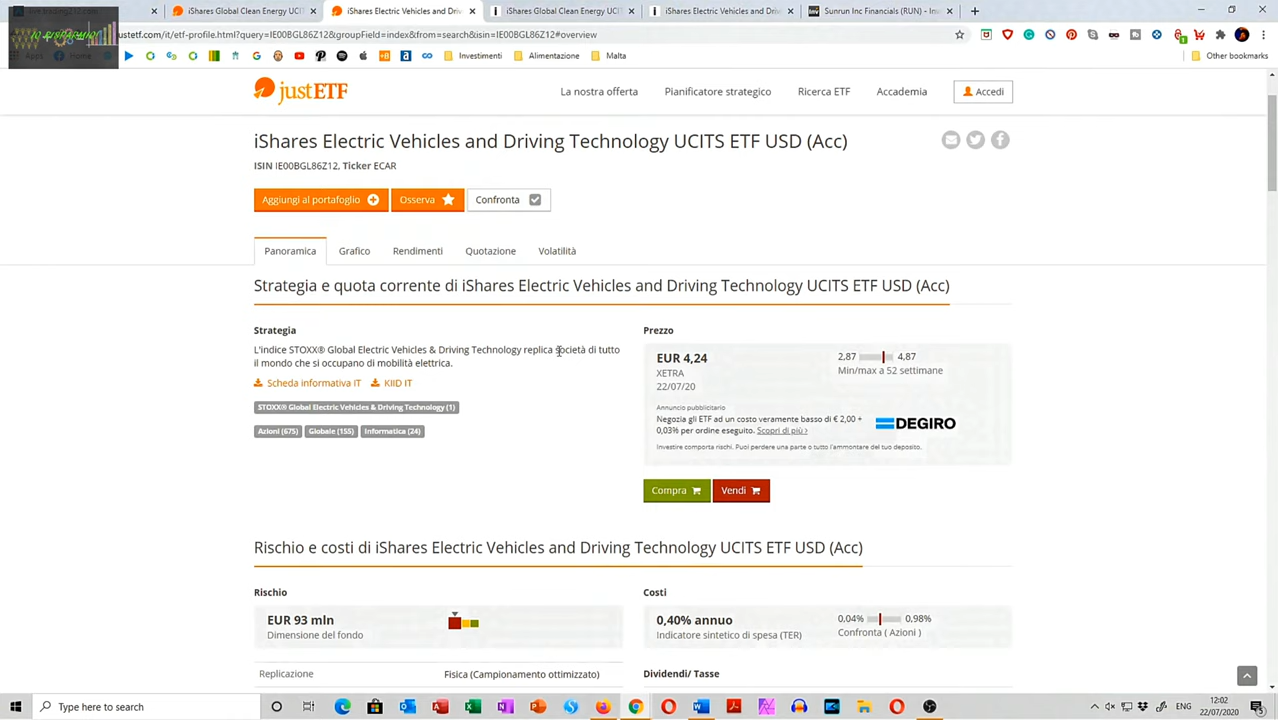 iShares Global Clean Energy UCIT
iShares Electric Vehicles and Driv
iShares Global Clean Energy UCIT
iShares Electric Vehicles and Driv
Sunrun Inc Financials (RUN) - Inv
IO RISPARMIO
ustetf.com/it/etf-profile.html?query=IE00BGL86Z12&groupField=index&from=search&isin=IE00BGL86Z12#overview
Apps
Home
Investimenti
Alimentazione
Malta
Other bookmarks
justETF
La nostra offerta
Pianificatore strategico
Ricerca ETF
Accademia
Accedi
iShares Electric Vehicles and Driving Technology UCITS ETF USD (Acc)
ISIN IE00BGL86Z12, Ticker ECAR
Aggiungi al portafoglio
Osserva
Confronta
Panoramica
Grafico
Rendimenti
Quotazione
Volatilità
Strategia e quota corrente di iShares Electric Vehicles and Driving Technology UCITS ETF USD (Acc)
Strategia
L'indice STOXX® Global Electric Vehicles & Driving Technology replica società di tutto
il mondo che si occupano di mobilità elettrica.
Scheda informativa IT
KIID IT
STOXX® Global Electric Vehicles & Driving Technology (1)
Azioni (675)
Globale (155)
Informatica (24)
Prezzo
EUR 4,24
XETRA
22/07/20
2,87
4,87
Min/max a 52 settimane
Annuncio pubblicitario
Negozia gli ETF ad un costo veramente basso di € 2,00 +
0,03% per ordine eseguito. Scopri di più >
DEGIRO
Investire comporta rischi. Puoi perdere una parte o tutto l'ammontare del tuo deposito.
Compra
Vendi
Rischio e costi di iShares Electric Vehicles and Driving Technology UCITS ETF USD (Acc)
Rischio
EUR 93 mln
Dimensione del fondo
Replicazione
Fisica (Campionamento ottimizzato)
Costi
0,40% annuo
Indicatore sintetico di spesa (TER)
0,04%
0,98%
Confronta ( Azioni )
Dividendi/ Tasse
Type here to search
ENG
12:02
22/07/2020